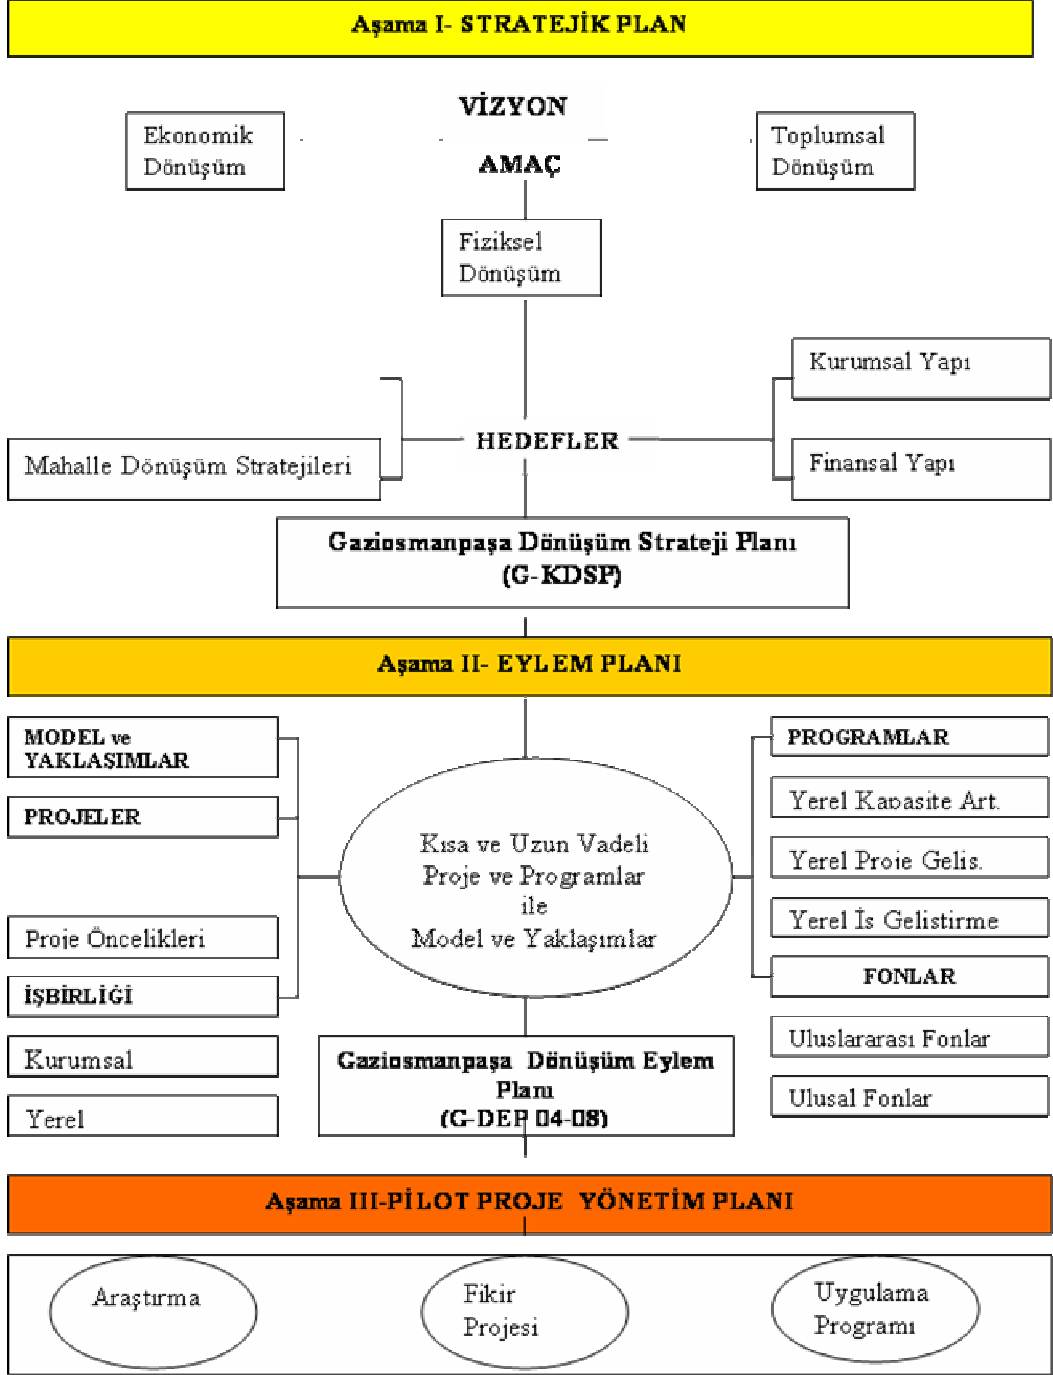 Aşama I- STRATEJİK PLAN
VİZYON
Ekonomik
Dönüşüm
AMAÇ
Toplumsal
Dönüşüm
Fiziksel
Dönüşüm
Kurumsal Yapı
HEDEFLER
Mahalle Dönüşüm Stratejileri
Finansal Yapı
Gaziosmanpaşa Dönüşüm Strateji Planı
(G-KDSP)
Aşama II- EYLEM PLANI
MODEL ve
YAKLAŞIMLAR
PROJELER
Proje Öncelikleri
İŞBİRLİĞİ
Kurumsal
Yerel
Kısa ve Uzun Vadeli
Proje ve Programlar
ile
Model ve Yaklaşımlar
Gaziosmanpaşa Dönüşüm Eylem
Planı
(G-DEP 04-08)
PROGRAMLAR
Yerel Kapasite Art.
Yerel Proje Gelis.
Yerel İs Gelistirme
FONLAR
Uluslararası Fonlar
Ulusal Fonlar
Aşama III-PİLOT PROJE YÖNETİM PLANI
Araştırma
Fikir
Projesi
Uygulama
Programı